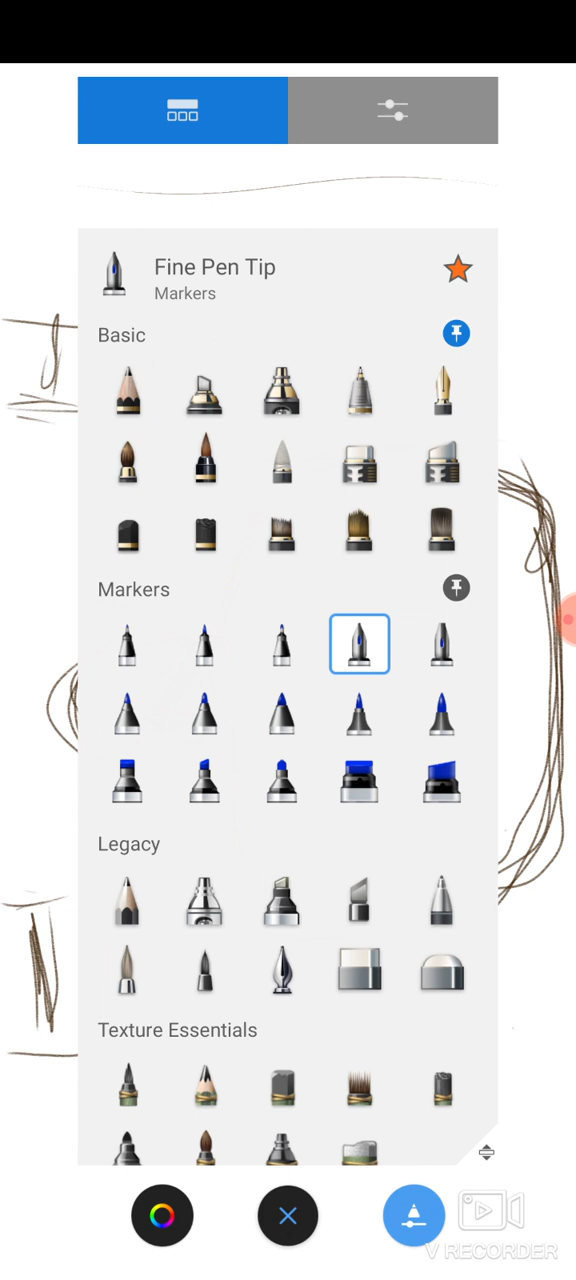 Fine Pen Tip
Markers
Basic
Markers
Legacy
Texture Essentials
V RECORDER